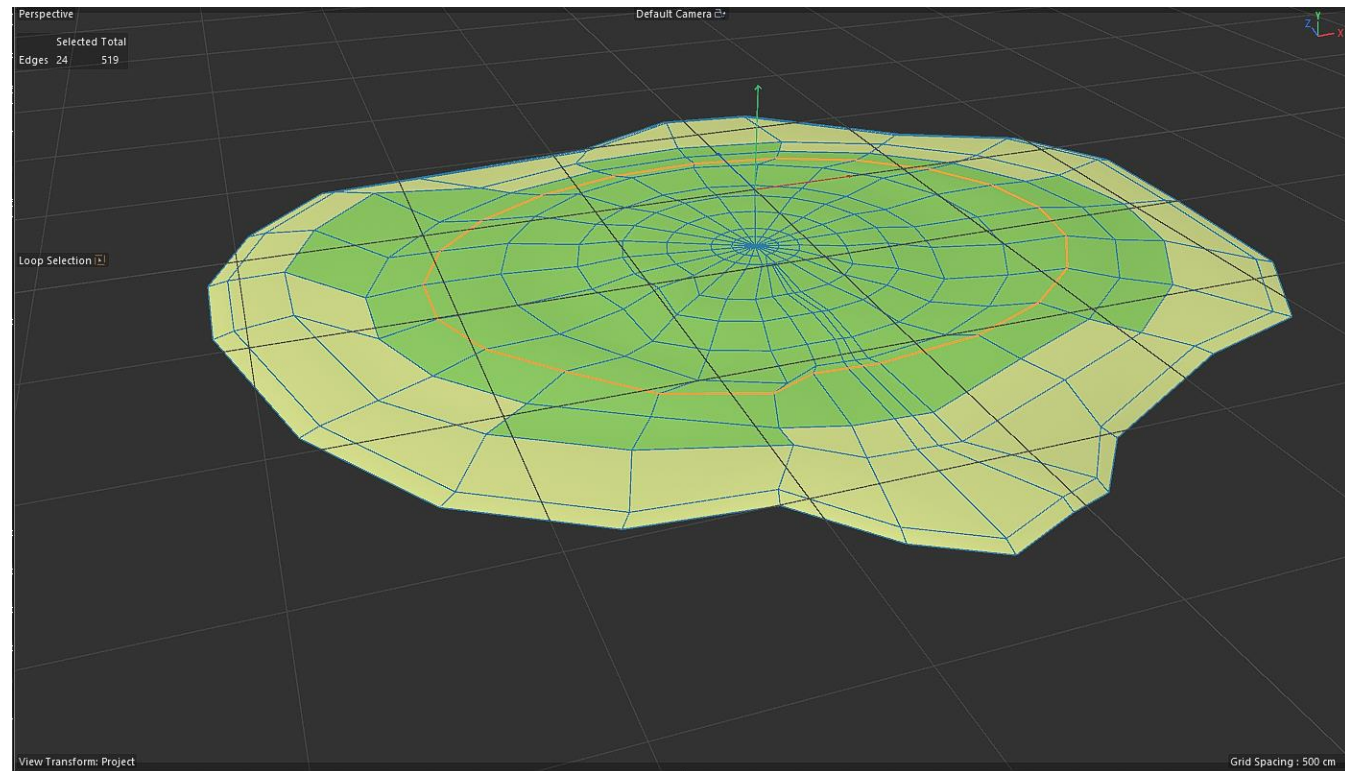 Perspective
Default Camera
Y
Z
X
Selected Total
Edges 24 519
Loop Selection
View Transform: Project
Grid Spacing : 500 cm